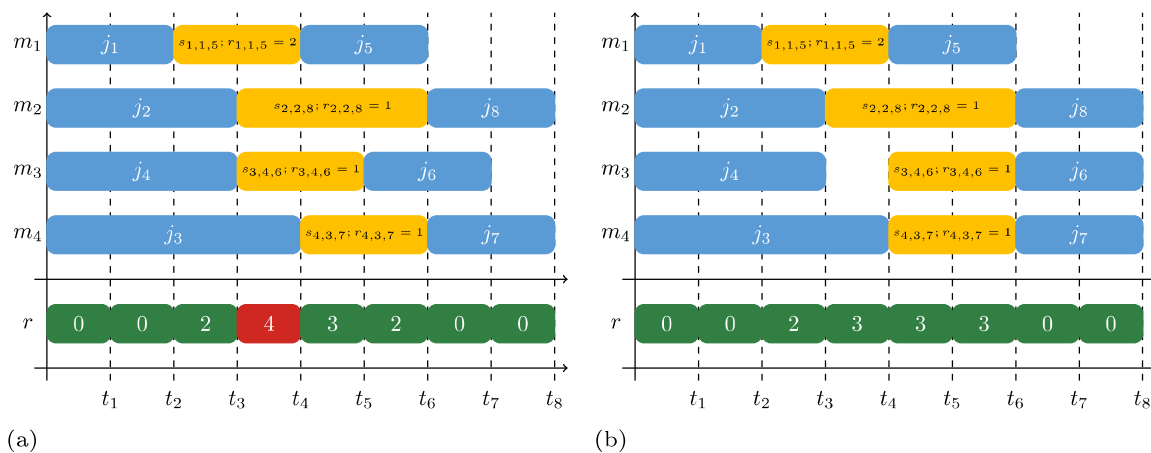 m1 j1 s1,1,5; r1,1,5 = 2 j5
m2 j2 s2,2,8; r2,2,8 = 1 j8
m3 j4 s3,4,6; r3,4,6 = 1 j6
m4 j3 s4,3,7; r4,3,7 = 1 j7
r 0 0 2 4 3 2 0 0
t1 t2 t3 t4 t5 t6 t7 t8
(a)
m1 j1 s1,1,5; r1,1,5 = 2 j5
m2 j2 s2,2,8; r2,2,8 = 1 j8
m3 j4 s3,4,6; r3,4,6 = 1 j6
m4 j3 s4,3,7; r4,3,7 = 1 j7
r 0 0 2 3 3 3 0 0
t1 t2 t3 t4 t5 t6 t7 t8
(b)